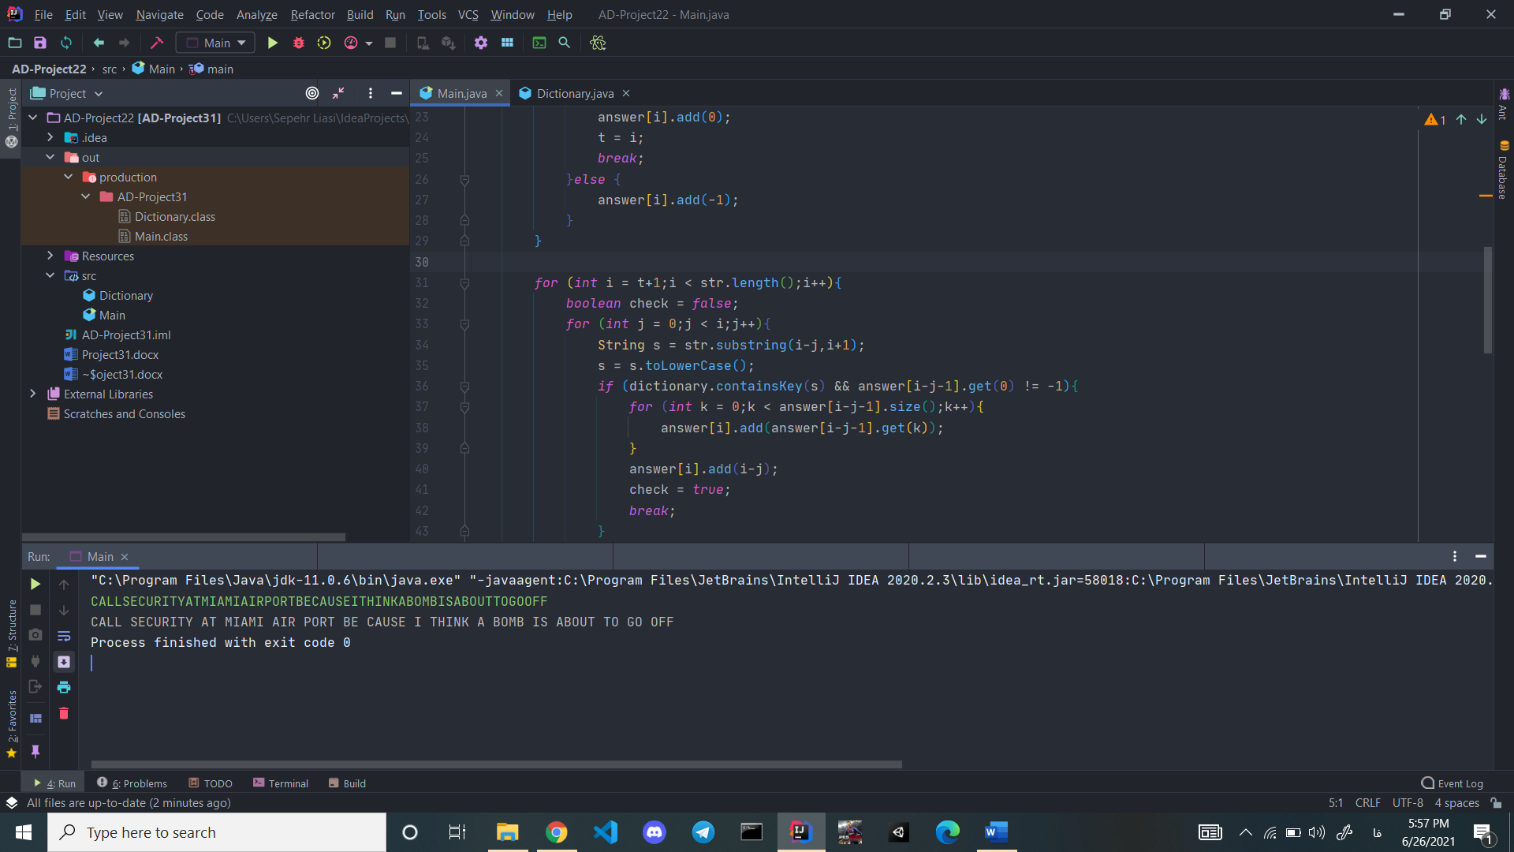 File Edit View Navigate Code Analyze Refactor Build Run Tools VCS Window Help AD-Project22 - Main.java
Main
AD-Project22 › src › Main › main
Project
Main.java
Dictionary.java
1: Project
AD-Project22 [AD-Project31] C:\Users\Sepehr Liasi\IdeaProjects\
.idea
out
production
AD-Project31
Dictionary.class
Main.class
Resources
src
Dictionary
Main
AD-Project31.iml
Project31.docx
~$oject31.docx
External Libraries
Scratches and Consoles
23 answer[i].add(0);
24 t = i;
25 break;
26 }else {
27 answer[i].add(-1);
28 }
29 }
30
31 for (int i = t+1;i < str.length();i++){
32 boolean check = false;
33 for (int j = 0;j < i;j++){
34 String s = str.substring(i-j,i+1);
35 s = s.toLowerCase();
36 if (dictionary.containsKey(s) && answer[i-j-1].get(0) != -1){
37 for (int k = 0;k < answer[i-j-1].size();k++){
38 answer[i].add(answer[i-j-1].get(k));
39 }
40 answer[i].add(i-j);
41 check = true;
42 break;
43 }
1
Ant
Database
Run: Main
"C:\Program Files\Java\jdk-11.0.6\bin\java.exe" "-javaagent:C:\Program Files\JetBrains\IntelliJ IDEA 2020.2.3\lib\idea_rt.jar=58018:C:\Program Files\JetBrains\IntelliJ IDEA 2020.
CALLSECURITYATMIAMIAIRPORTBECAUSEITHINKABOMBISABOUTTOGOOFF
CALL SECURITY AT MIAMI AIR PORT BE CAUSE I THINK A BOMB IS ABOUT TO GO OFF
Process finished with exit code 0
7: Structure
2: Favorites
4: Run 6: Problems TODO Terminal Build Event Log
All files are up-to-date (2 minutes ago) 5:1 CRLF UTF-8 4 spaces
Type here to search
فا
5:57 PM
6/26/2021
1